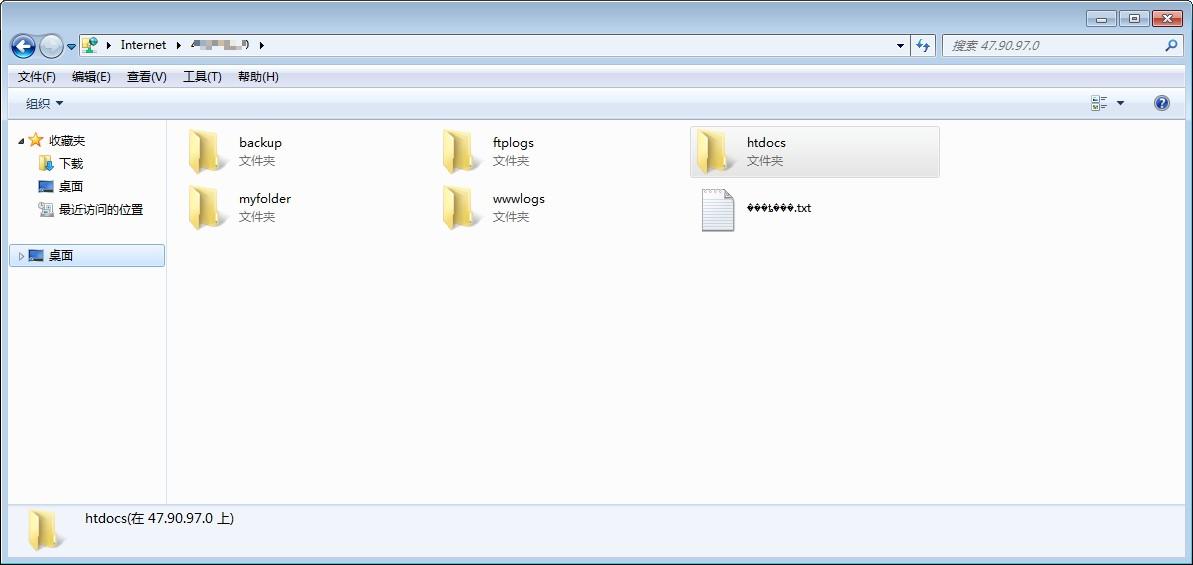 Internet
搜索 47.90.97.0
文件(F) 编辑(E) 查看(V) 工具(T) 帮助(H)
组织
收藏夹
下载
桌面
最近访问的位置
桌面
backup
文件夹
ftplogs
文件夹
htdocs
文件夹
myfolder
文件夹
wwwlogs
文件夹
���ļ���.txt
htdocs(在 47.90.97.0 上)